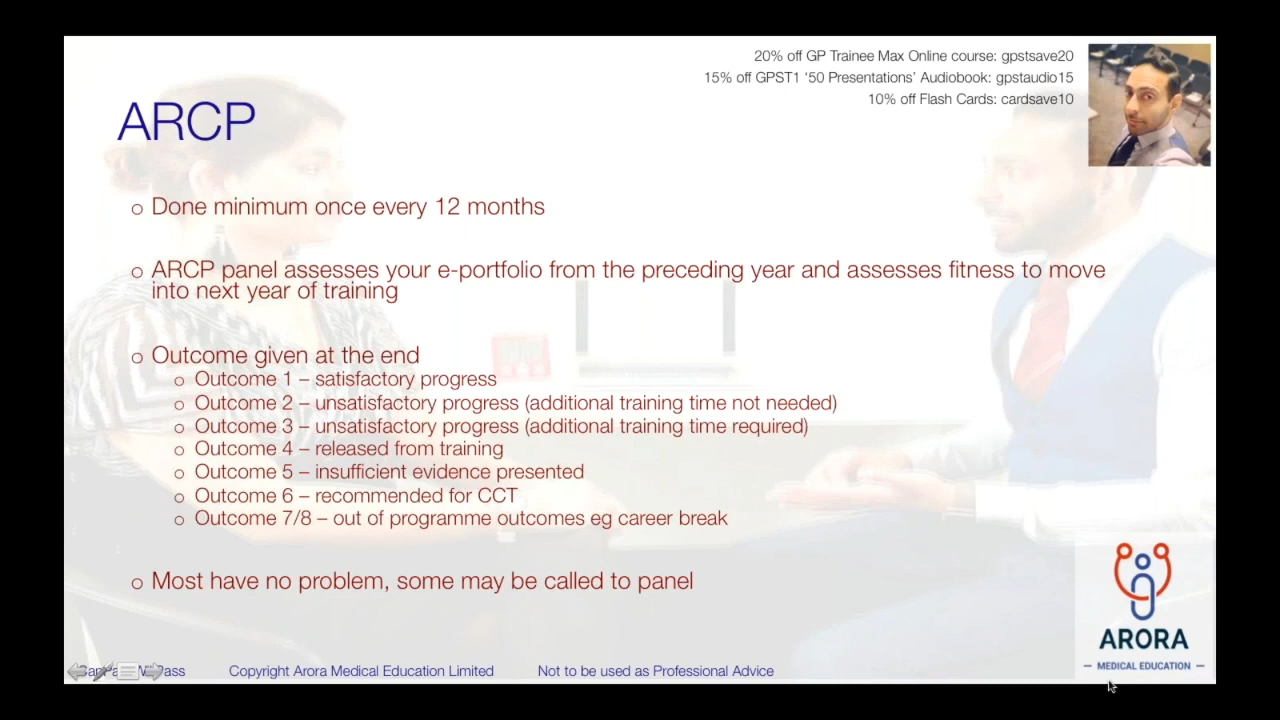 20% off GP Trainee Max Online course: gpstsave20
15% off GPST1 '50 Presentations' Audiobook: gpstaudio15
10% off Flash Cards: cardsave10
ARCP
o Done minimum once every 12 months
o ARCP panel assesses your e-portfolio from the preceding year and assesses fitness to move
into next year of training
o Outcome given at the end
o Outcome 1 – satisfactory progress
o Outcome 2 – unsatisfactory progress (additional training time not needed)
o Outcome 3 – unsatisfactory progress (additional training time required)
o Outcome 4 – released from training
o Outcome 5 – insufficient evidence presented
o Outcome 6 – recommended for CCT
o Outcome 7/8 – out of programme outcomes eg career break
o Most have no problem, some may be called to panel
ARORA
– MEDICAL EDUCATION –
Copyright Arora Medical Education Limited
Not to be used as Professional Advice